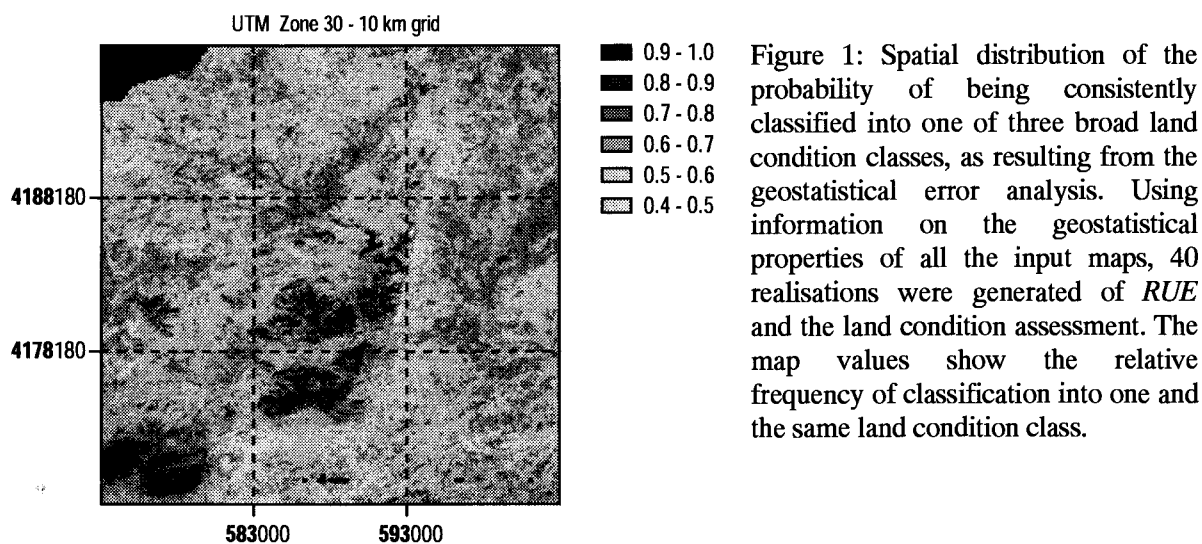 UTM Zone 30 - 10 km grid
4188180
4178180
583000
593000
0.9 - 1.0
0.8 - 0.9
0.7 - 0.8
0.6 - 0.7
0.5 - 0.6
0.4 - 0.5
Figure 1: Spatial distribution of the
probability of being consistently
classified into one of three broad land
condition classes, as resulting from the
geostatistical error analysis. Using
information on the geostatistical
properties of all the input maps, 40
realisations were generated of RUE
and the land condition assessment. The
map values show the relative
frequency of classification into one and
the same land condition class.